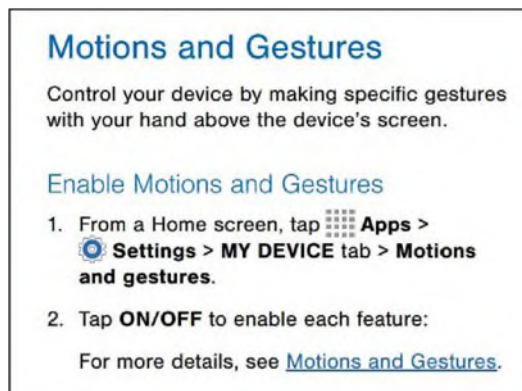 Motions and Gestures
Control your device by making specific gestures
with your hand above the device's screen.
Enable Motions and Gestures
1. From a Home screen, tap Apps >
Settings > MY DEVICE tab > Motions
and gestures.
2. Tap ON/OFF to enable each feature:
For more details, see Motions and Gestures.